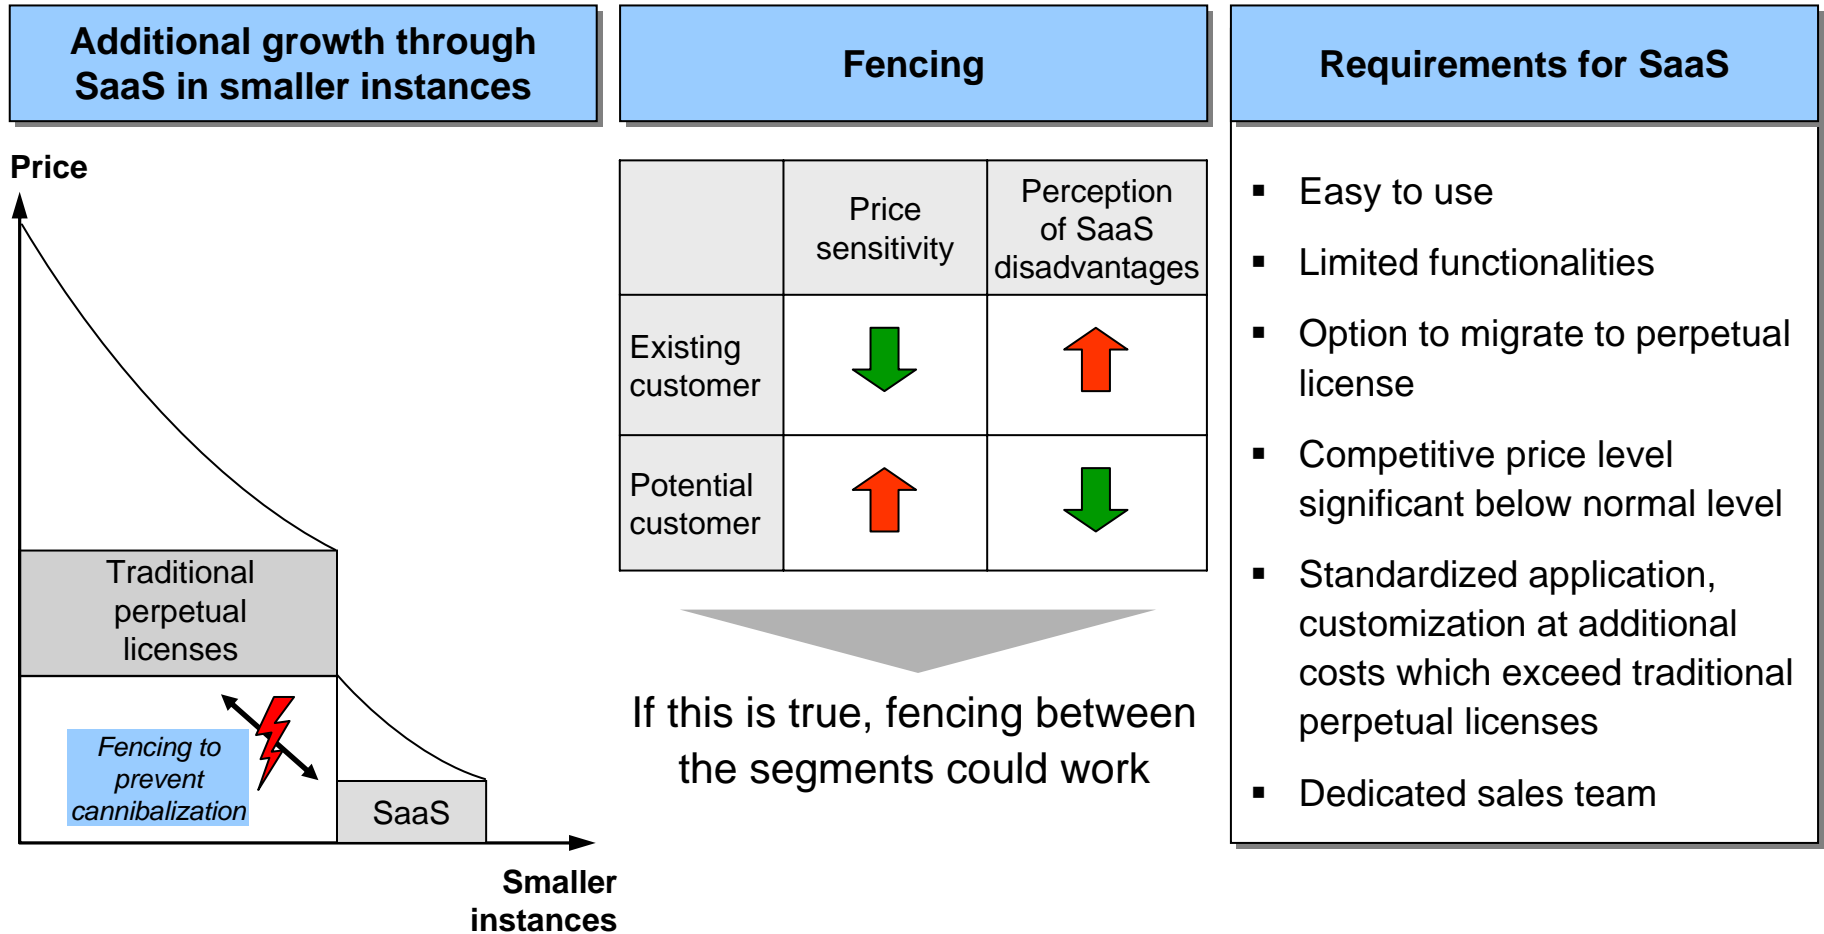 Additional growth through
SaaS in smaller instances
Price
Traditional
perpetual
licenses
Fencing to
prevent
cannibalization
SaaS
Smaller
instances
Fencing
Price
sensitivity
Perception
of SaaS
disadvantages
Existing
customer
Potential
customer
If this is true, fencing between
the segments could work
Requirements for SaaS
▪ Easy to use
▪ Limited functionalities
▪ Option to migrate to perpetual
license
▪ Competitive price level
significant below normal level
▪ Standardized application,
customization at additional
costs which exceed traditional
perpetual licenses
▪ Dedicated sales team